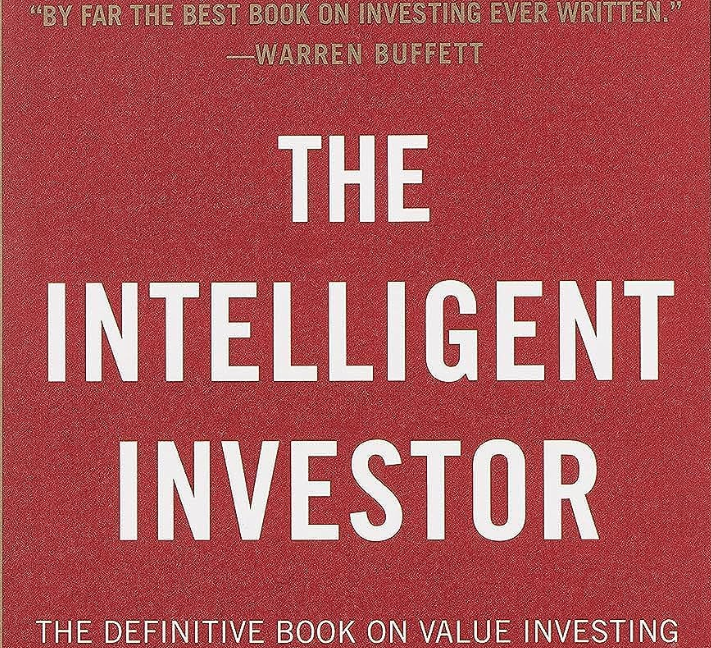 “BY FAR THE BEST BOOK ON INVESTING EVER WRITTEN.”
—WARREN BUFFETT
THE
INTELLIGENT
INVESTOR
THE DEFINITIVE BOOK ON VALUE INVESTING